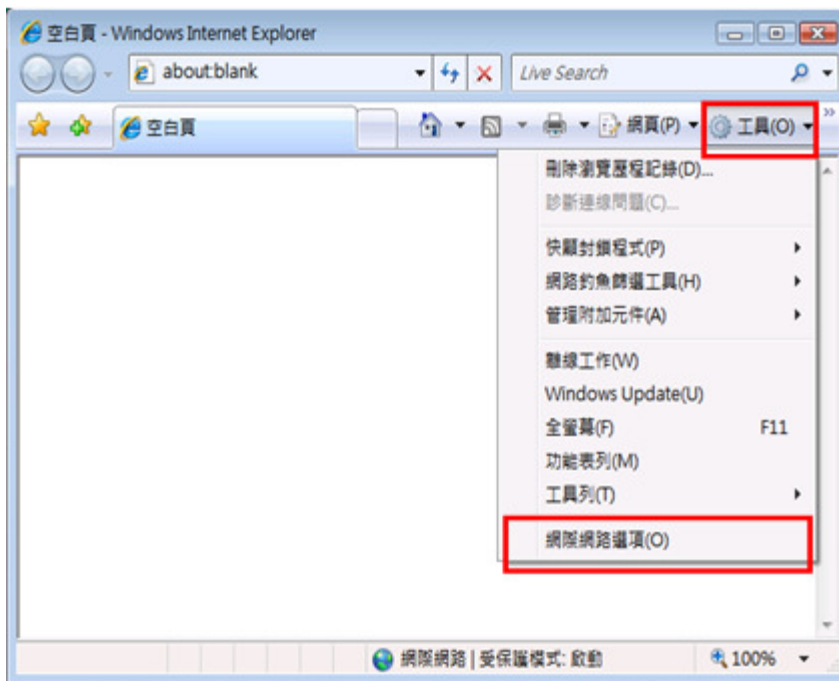 空白頁 - Windows Internet Explorer
about:blank
Live Search
空白頁
網頁(P)
工具(O)
刪除瀏覽歷程記錄(D)...
診斷連線問題(C)...
快顯封鎖程式(P)
網路釣魚篩選工具(H)
管理附加元件(A)
離線工作(W)
Windows Update(U)
全螢幕(F) F11
功能表列(M)
工具列(T)
網際網路選項(O)
網際網路 | 受保護模式: 啟動
100%